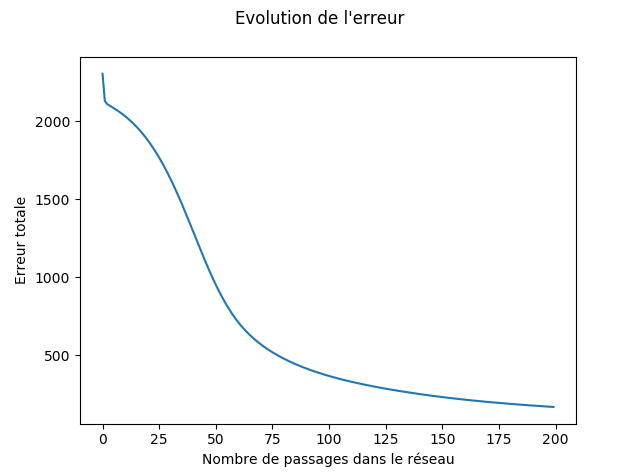 Evolution de l'erreur
2000
1500
1000
500
Erreur totale
0 25 50 75 100 125 150 175 200
Nombre de passages dans le réseau